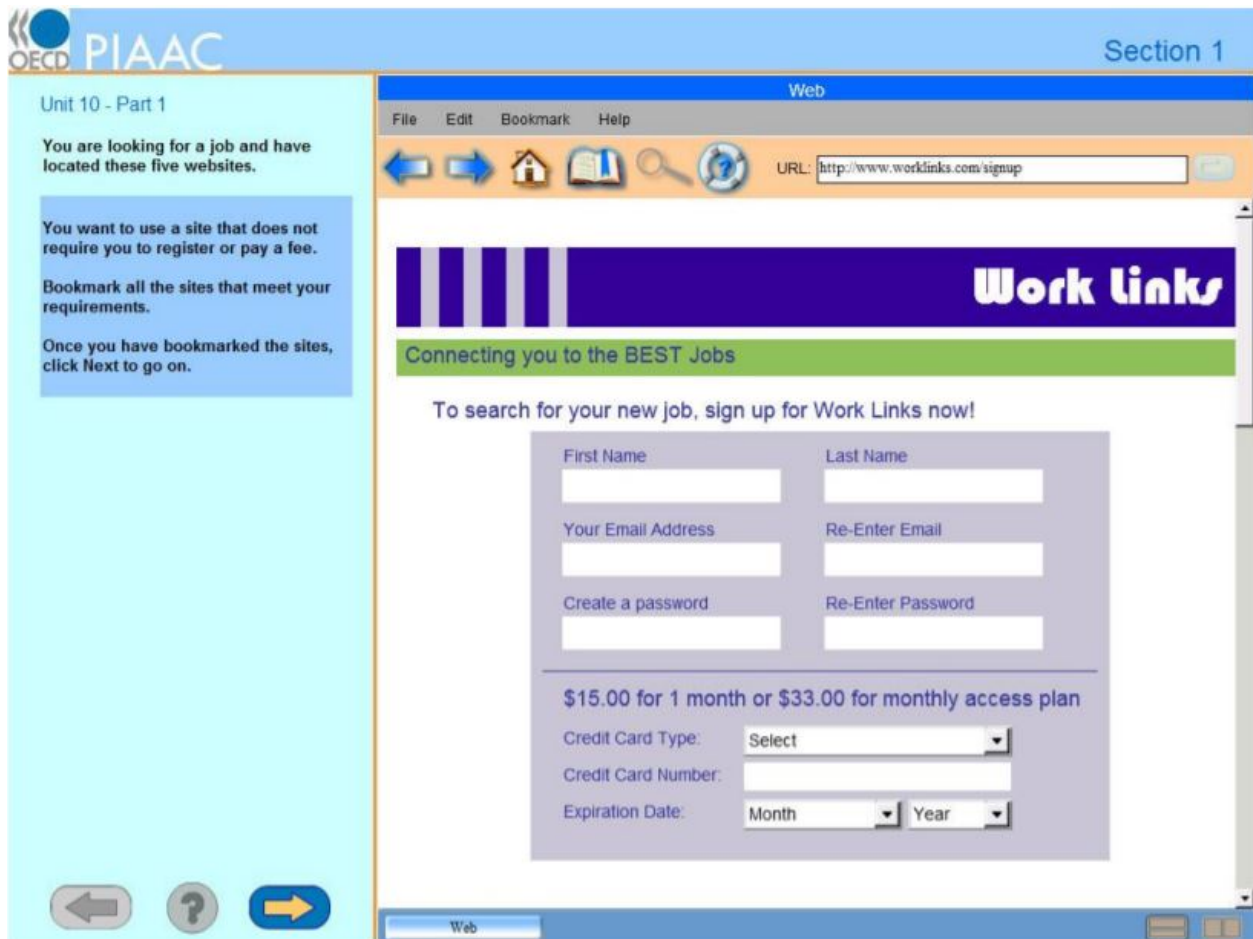 OECD PIAAC
Section 1
Unit 10 - Part 1
You are looking for a job and have
located these five websites.
You want to use a site that does not
require you to register or pay a fee.
Bookmark all the sites that meet your
requirements.
Once you have bookmarked the sites,
click Next to go on.
?
Web
File Edit Bookmark Help
? URL: http://www.worklinks.com/signup
Work Links
Connecting you to the BEST Jobs
To search for your new job, sign up for Work Links now!
First Name Last Name
Your Email Address Re-Enter Email
Create a password Re-Enter Password
$15.00 for 1 month or $33.00 for monthly access plan
Credit Card Type: Select
Credit Card Number:
Expiration Date: Month Year
Web